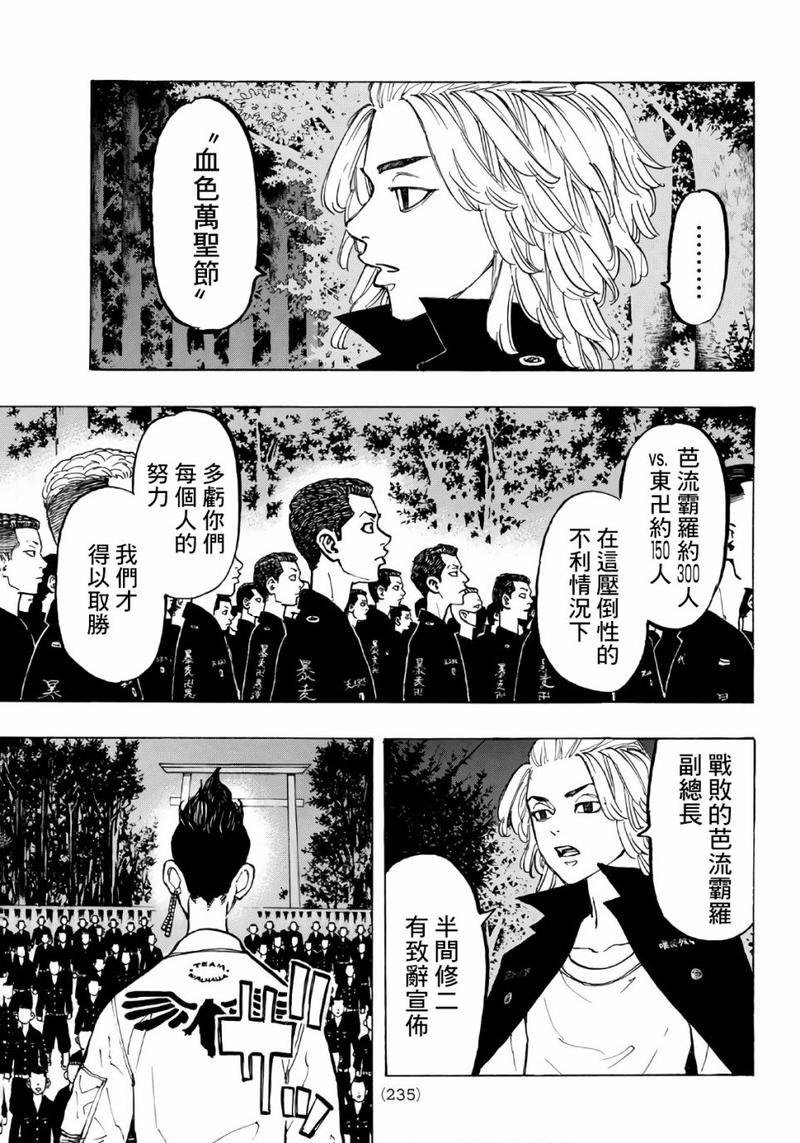 ………
〝血色萬聖節〞
芭流霸羅約300人
vs.東卍約150人
在這壓倒性的
不利情況下
多虧你們
每個人的
努力
我們才
得以取勝
戰敗的芭流霸羅
副總長
半間修二
有致辭宣佈
TEAM
VALHALLA
(235)